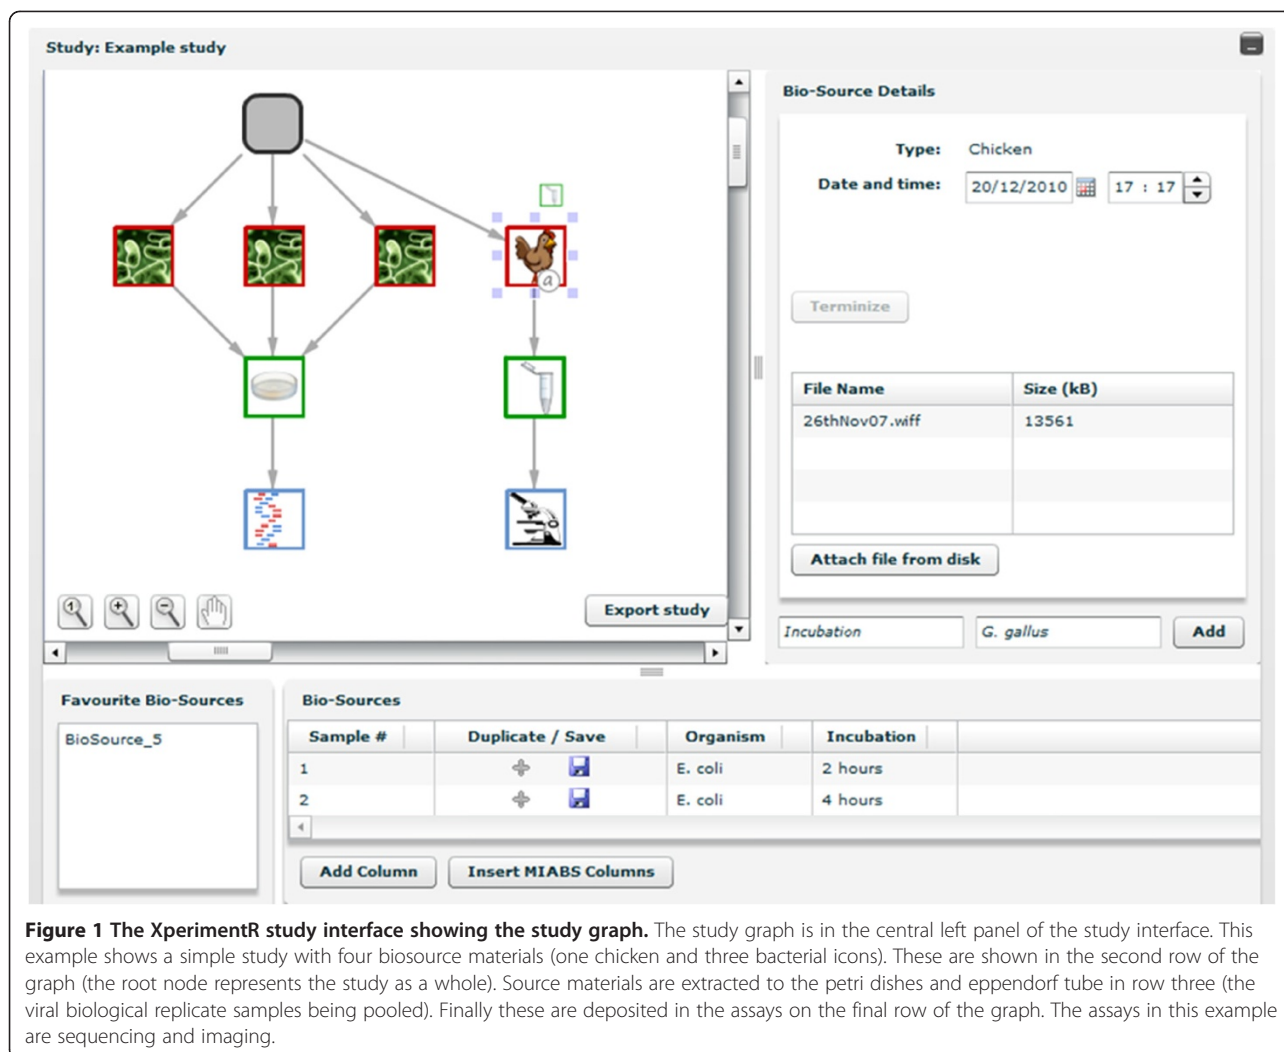 Study: Example study
Bio-Source Details
Type: Chicken
Date and time: 20/12/2010 17 : 17
a
Terminize
File Name Size (kB)
26thNov07.wiff 13561
Attach file from disk
1
Export study
Incubation G. gallus Add
Favourite Bio-Sources
BioSource_5
Bio-Sources
Sample # Duplicate / Save Organism Incubation
1 E. coli 2 hours
2 E. coli 4 hours
Add Column Insert MIABS Columns
Figure 1 The XperimentR study interface showing the study graph. The study graph is in the central left panel of the study interface. This
example shows a simple study with four biosource materials (one chicken and three bacterial icons). These are shown in the second row of the
graph (the root node represents the study as a whole). Source materials are extracted to the petri dishes and eppendorf tube in row three (the
viral biological replicate samples being pooled). Finally these are deposited in the assays on the final row of the graph. The assays in this example
are sequencing and imaging.